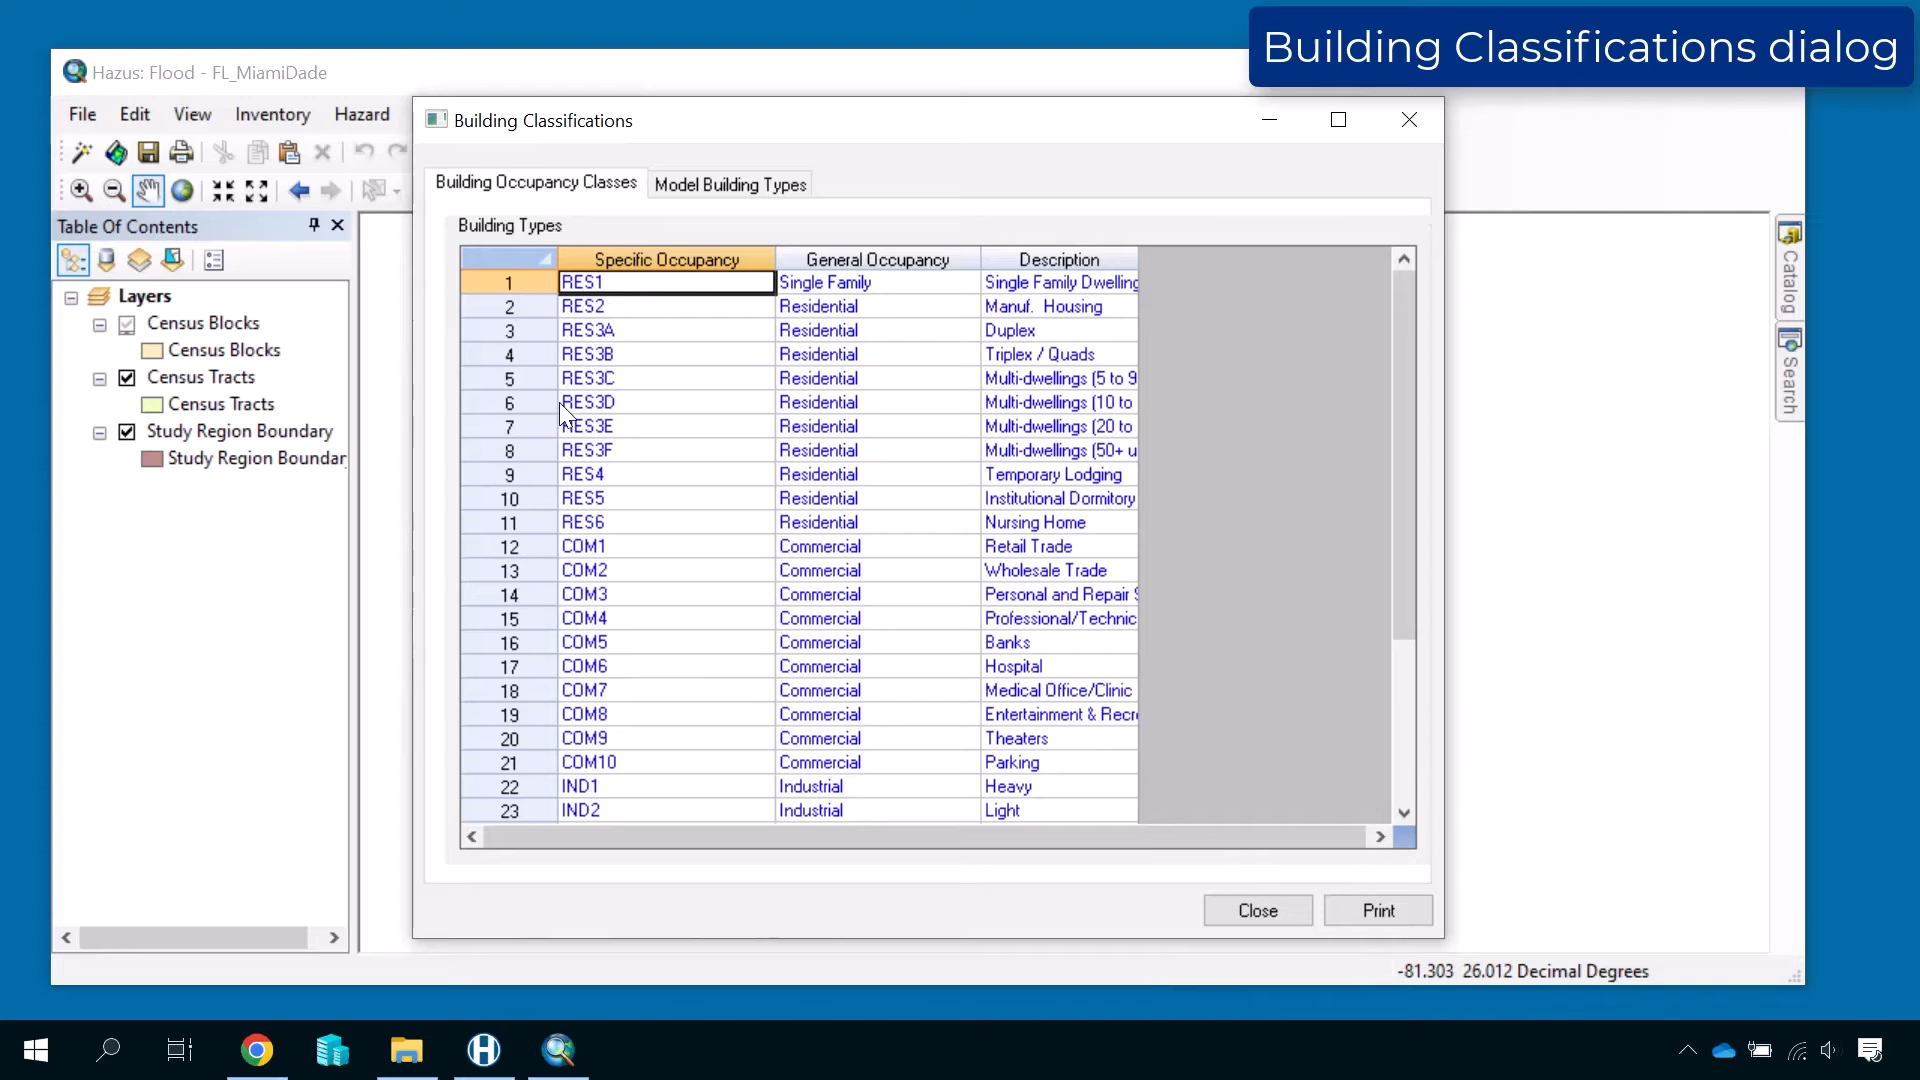 Building Classifications dialog
Hazus: Flood - FL_MiamiDade
File Edit View Inventory Hazard
Building Classifications
Building Occupancy Classes Model Building Types
Table Of Contents
Layers
Census Blocks
Census Blocks
Census Tracts
Census Tracts
Study Region Boundary
Study Region Boundar
Building Types
Specific Occupancy General Occupancy Description
1 RES1 Single Family Single Family Dwelling
2 RES2 Residential Manuf. Housing
3 RES3A Residential Duplex
4 RES3B Residential Triplex / Quads
5 RES3C Residential Multi-dwellings (5 to 9
6 RES3D Residential Multi-dwellings (10 to
7 RES3E Residential Multi-dwellings (20 to
8 RES3F Residential Multi-dwellings (50+ u
9 RES4 Residential Temporary Lodging
10 RES5 Residential Institutional Dormitory
11 RES6 Residential Nursing Home
12 COM1 Commercial Retail Trade
13 COM2 Commercial Wholesale Trade
14 COM3 Commercial Personal and Repair S
15 COM4 Commercial Professional/Technic
16 COM5 Commercial Banks
17 COM6 Commercial Hospital
18 COM7 Commercial Medical Office/Clinic
19 COM8 Commercial Entertainment & Recr
20 COM9 Commercial Theaters
21 COM10 Commercial Parking
22 IND1 Industrial Heavy
23 IND2 Industrial Light
Close Print
Catalog
Search
-81.303 26.012 Decimal Degrees
H